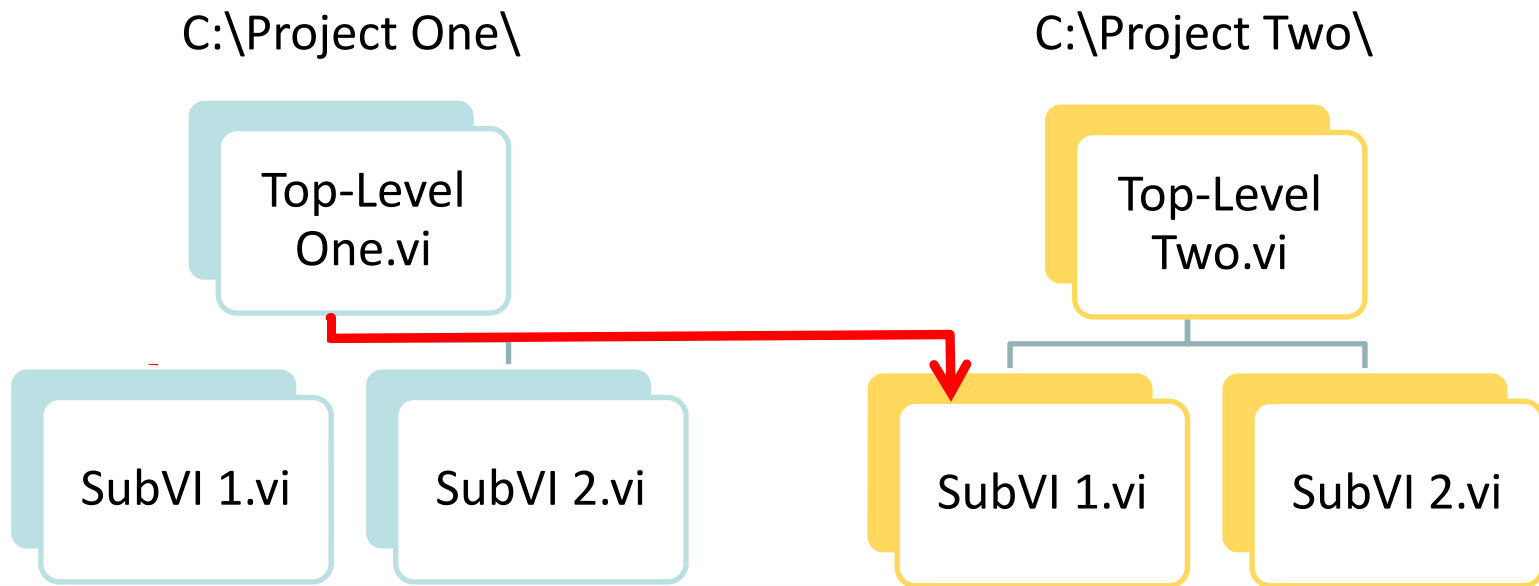 C:\Project One\
C:\Project Two\
Top-Level
One.vi
Top-Level
Two.vi
SubVI 1.vi
SubVI 2.vi
SubVI 1.vi
SubVI 2.vi